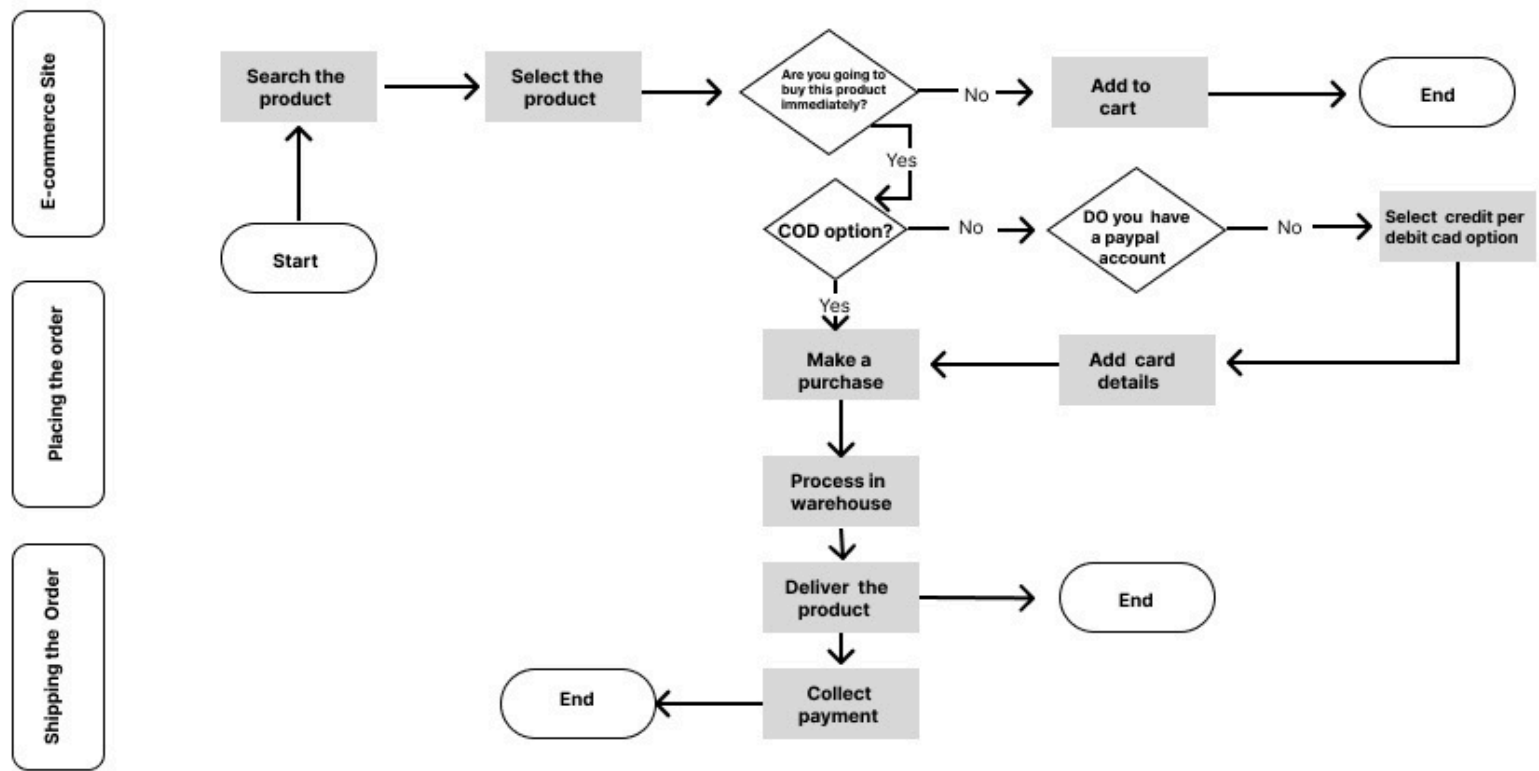 E-commerce Site
Search the
product
Select the
product
Are you going to
buy this product
immediately?
No
Add to
cart
End
Yes
Start
COD option?
No
DO you have
a paypal
account
No
Select credit per
debit cad option
Yes
Placing the order
Make a
purchase
Add card
details
Process in
warehouse
Shipping the Order
Deliver the
product
End
Collect
payment
End